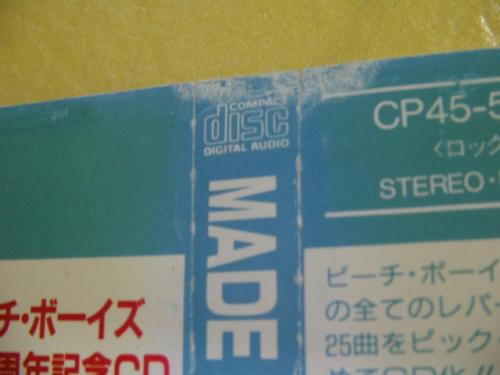 COMPACT
disc
DIGITAL AUDIO
MADE
CP45-5
〈ロック
STEREO・
チ・ボーイズ
周年記念CD
ビーチ・ボーイ
の全てのレパ
25曲をピック